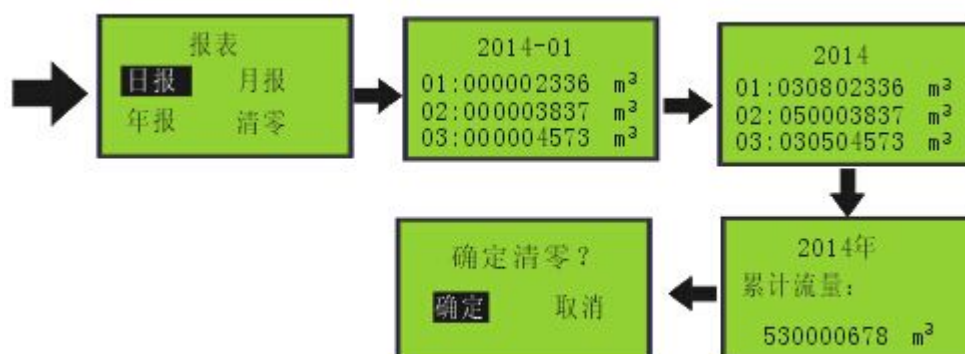 报表
日报 月报
年报 清零
2014-01
01:000002336 m³
02:000003837 m³
03:000004573 m³
2014
01:030802336 m³
02:050003837 m³
03:030504573 m³
2014年
累计流量:
530000678 m³
确定清零?
确定 取消